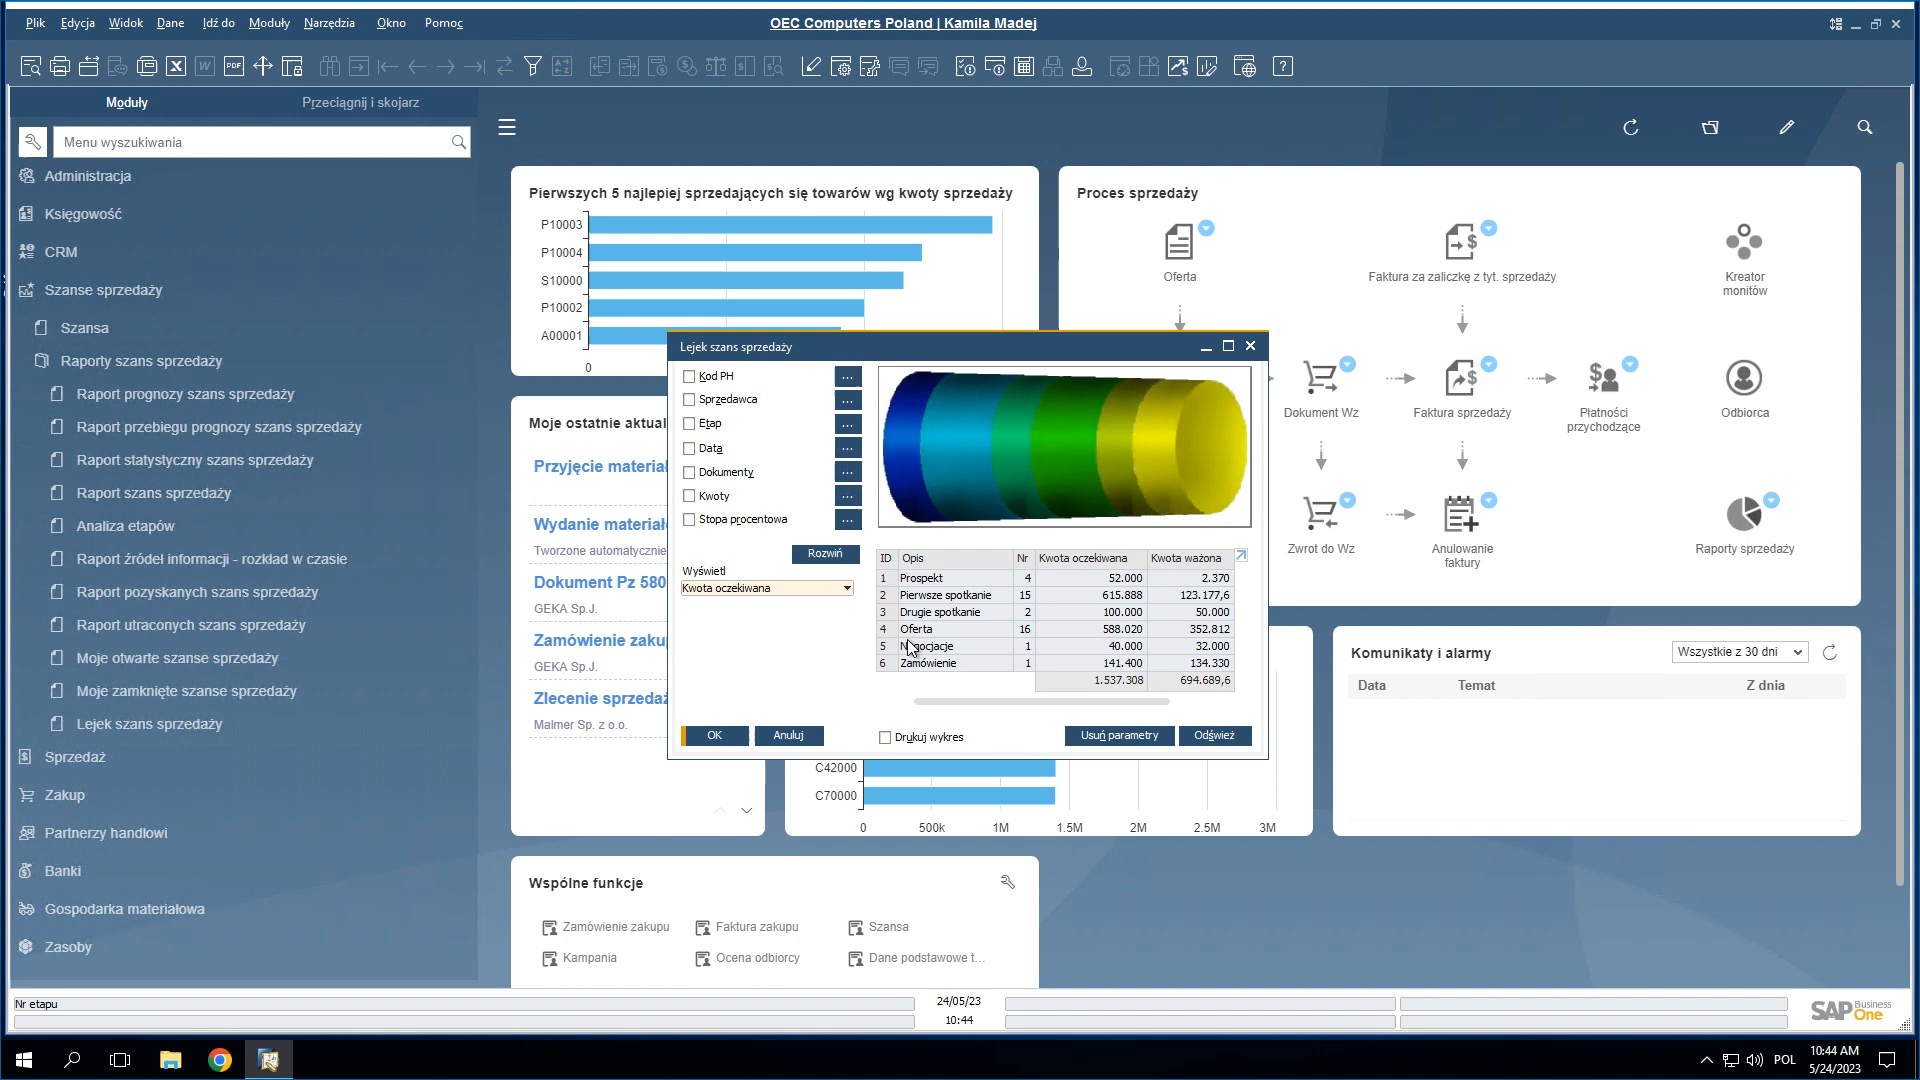 Plik Edycja Widok Dane Idź do Moduły Narzędzia Okno Pomoc
OEC Computers Poland | Kamila Madej
Moduły
Przeciągnij i skojarz
Menu wyszukiwania
Administracja
Księgowość
CRM
Szanse sprzedaży
Szansa
Raporty szans sprzedaży
Raport prognozy szans sprzedaży
Raport przebiegu prognozy szans sprzedaży
Raport statystyczny szans sprzedaży
Raport szans sprzedaży
Analiza etapów
Raport źródeł informacji - rozkład w czasie
Raport pozyskanych szans sprzedaży
Raport utraconych szans sprzedaży
Moje otwarte szanse sprzedaży
Moje zamknięte szanse sprzedaży
Lejek szans sprzedaży
Sprzedaż
Zakup
Partnerzy handlowi
Banki
Gospodarka materiałowa
Zasoby
Pierwszych 5 najlepiej sprzedających się towarów wg kwoty sprzedaży
P10003
P10004
S10000
P10002
A00001
0
Proces sprzedaży
Oferta
Faktura za zaliczkę z tyt. sprzedaży
Kreator
monitów
Dokument Wz
Faktura sprzedaży
Płatności
przychodzące
Odbiorca
Zwrot do Wz
Anulowanie
faktury
Raporty sprzedaży
Moje ostatnie aktual
Przyjęcie materiał
Wydanie materiał
Tworzone automatycznie
Dokument Pz 580
GEKA Sp.J.
Zamówienie zaku
GEKA Sp.J.
Zlecenie sprzedaż
Malmer Sp. z o.o.
Lejek szans sprzedaży
Kod PH ...
Sprzedawca ...
Etap ...
Data ...
Dokumenty ...
Kwoty ...
Stopa procentowa ...
Rozwiń
Wyświetl
Kwota oczekiwana
ID Opis Nr Kwota oczekiwana Kwota ważona
1 Prospekt 4 52.000 2.370
2 Pierwsze spotkanie 15 615.888 123.177,6
3 Drugie spotkanie 2 100.000 50.000
4 Oferta 16 588.020 352.812
5 Negocjacje 1 40.000 32.000
6 Zamówienie 1 141.400 134.330
1.537.308 694.689,6
OK
Anuluj
Drukuj wykres
Usuń parametry
Odśwież
C42000
C70000
0 500k 1M 1.5M 2M 2.5M 3M
Komunikaty i alarmy
Wszystkie z 30 dni
Data Temat Z dnia
Wspólne funkcje
Zamówienie zakupu Faktura zakupu Szansa
Kampania Ocena odbiorcy Dane podstawowe t...
Nr etapu
24/05/23
10:44
SAP Business One
POL
10:44 AM
5/24/2023